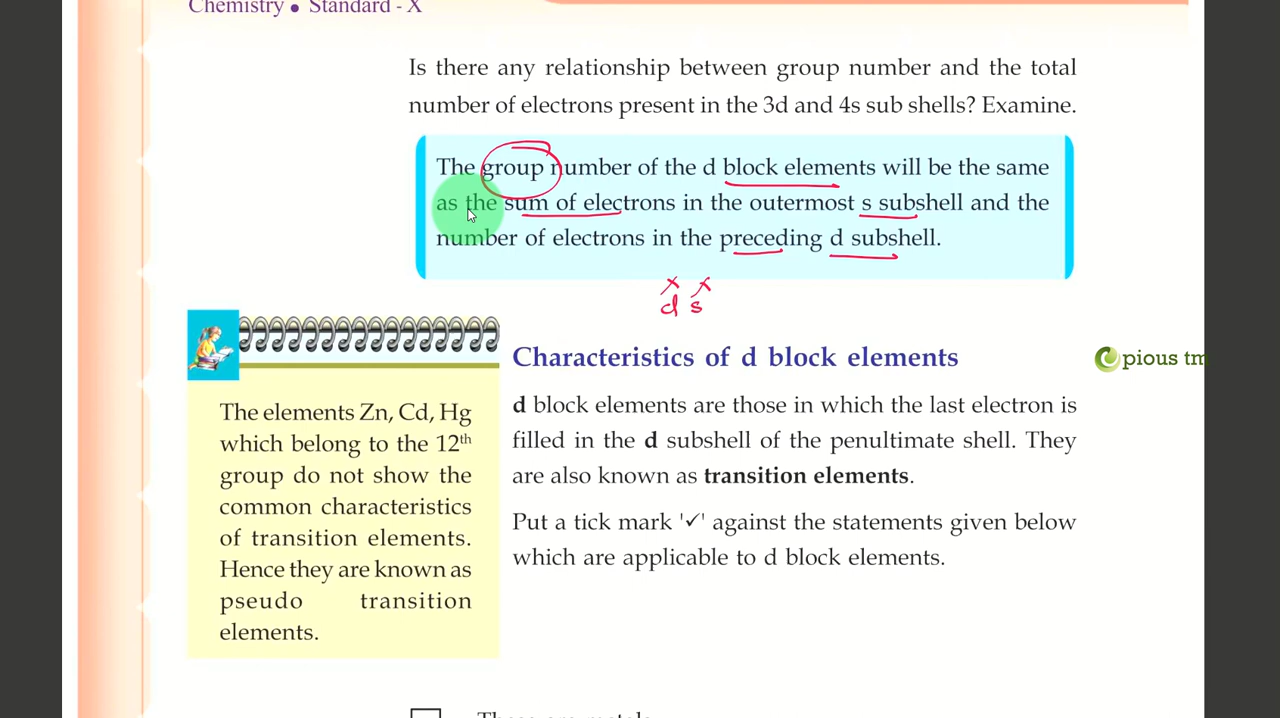 Chemistry • Standard - X
Is there any relationship between group number and the total
number of electrons present in the 3d and 4s sub shells? Examine.
The group number of the d block elements will be the same
as the sum of electrons in the outermost s subshell and the
number of electrons in the preceding d subshell.
x x
d s
Characteristics of d block elements
d block elements are those in which the last electron is
filled in the d subshell of the penultimate shell. They
are also known as transition elements.
Put a tick mark '✓' against the statements given below
which are applicable to d block elements.
The elements Zn, Cd, Hg
which belong to the 12th
group do not show the
common characteristics
of transition elements.
Hence they are known as
pseudo transition
elements.
pious tm
These are metals